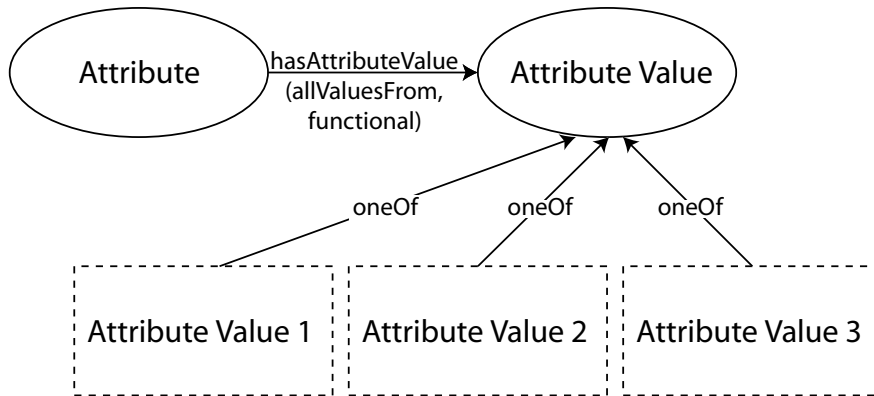 Attribute
hasAttributeValue
(allValuesFrom,
functional)
Attribute Value
oneOf
oneOf
oneOf
Attribute Value 1
Attribute Value 2
Attribute Value 3